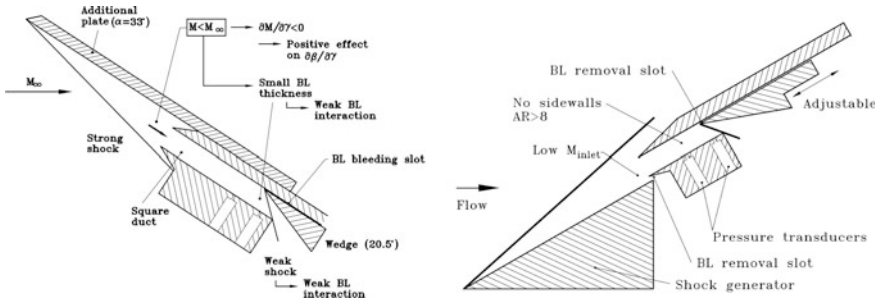 Additional
plate(α=33°)
M<M∞
∂M/∂γ<0
Positive effect
on ∂β/∂γ
M∞
Small BL
thickness
Weak BL
interaction
Strong
shock
BL bleeding slot
Square
duct
Wedge (20.5°)
Weak
shock
Weak BL
interaction
BL removal slot
No sidewalls
AR>8
Adjustable
Low Minlet
Flow
Pressure transducers
BL removal slot
Shock generator